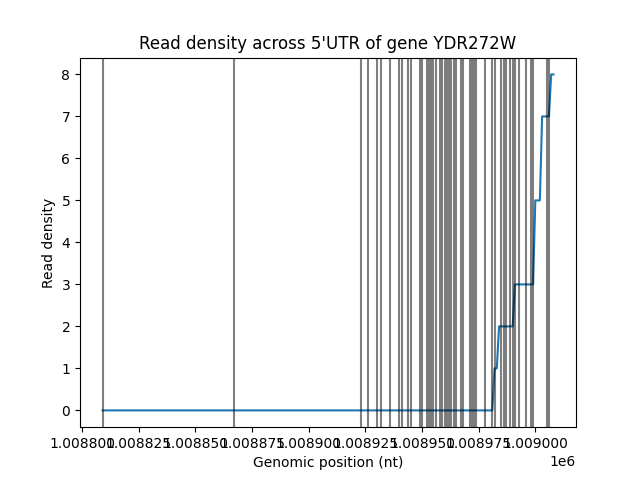 Read density across 5'UTR of gene YDR272W
Read density
8
7
6
5
4
3
2
1
0
1.008800 1.008825 1.008850 1.008875 1.008900 1.008925 1.008950 1.008975 1.009000
1e6
Genomic position (nt)